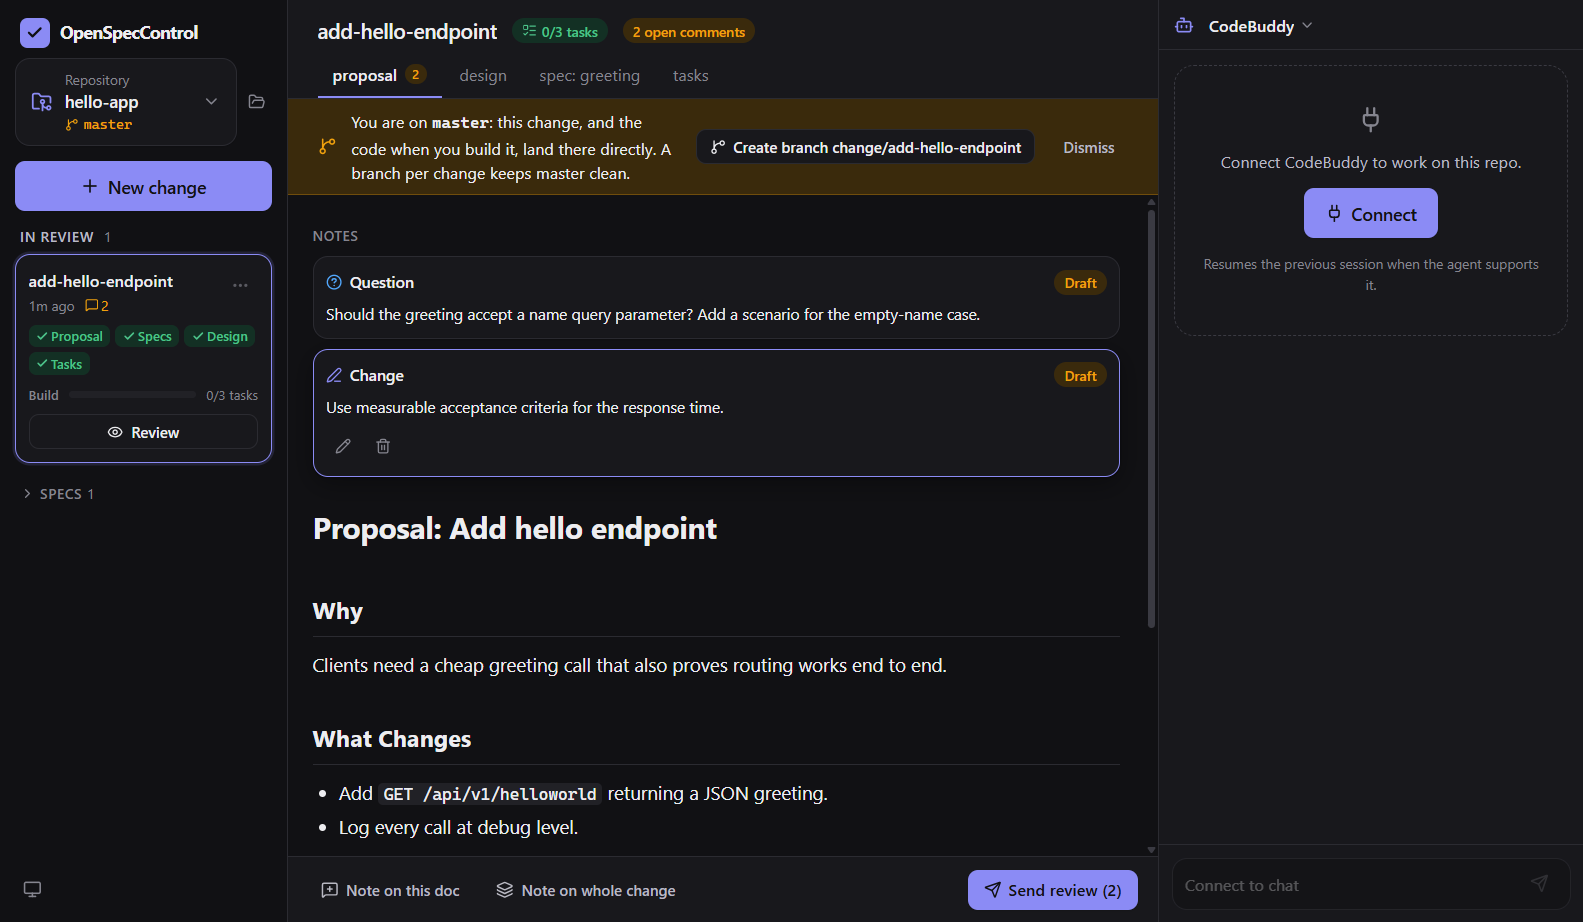 OpenSpecControl
Repository
hello-app
master
New change
IN REVIEW 1
add-hello-endpoint
1m ago 2
Proposal Specs Design
Tasks
Build 0/3 tasks
Review
SPECS 1
add-hello-endpoint 0/3 tasks 2 open comments
proposal 2 design spec: greeting tasks
You are on master: this change, and the
code when you build it, land there directly. A
branch per change keeps master clean.
Create branch change/add-hello-endpoint
Dismiss
NOTES
Question Draft
Should the greeting accept a name query parameter? Add a scenario for the empty-name case.
Change Draft
Use measurable acceptance criteria for the response time.
Proposal: Add hello endpoint
Why
Clients need a cheap greeting call that also proves routing works end to end.
What Changes
• Add GET /api/v1/helloworld returning a JSON greeting.
• Log every call at debug level.
Note on this doc Note on whole change Send review (2)
CodeBuddy
Connect CodeBuddy to work on this repo.
Connect
Resumes the previous session when the agent supports
it.
Connect to chat